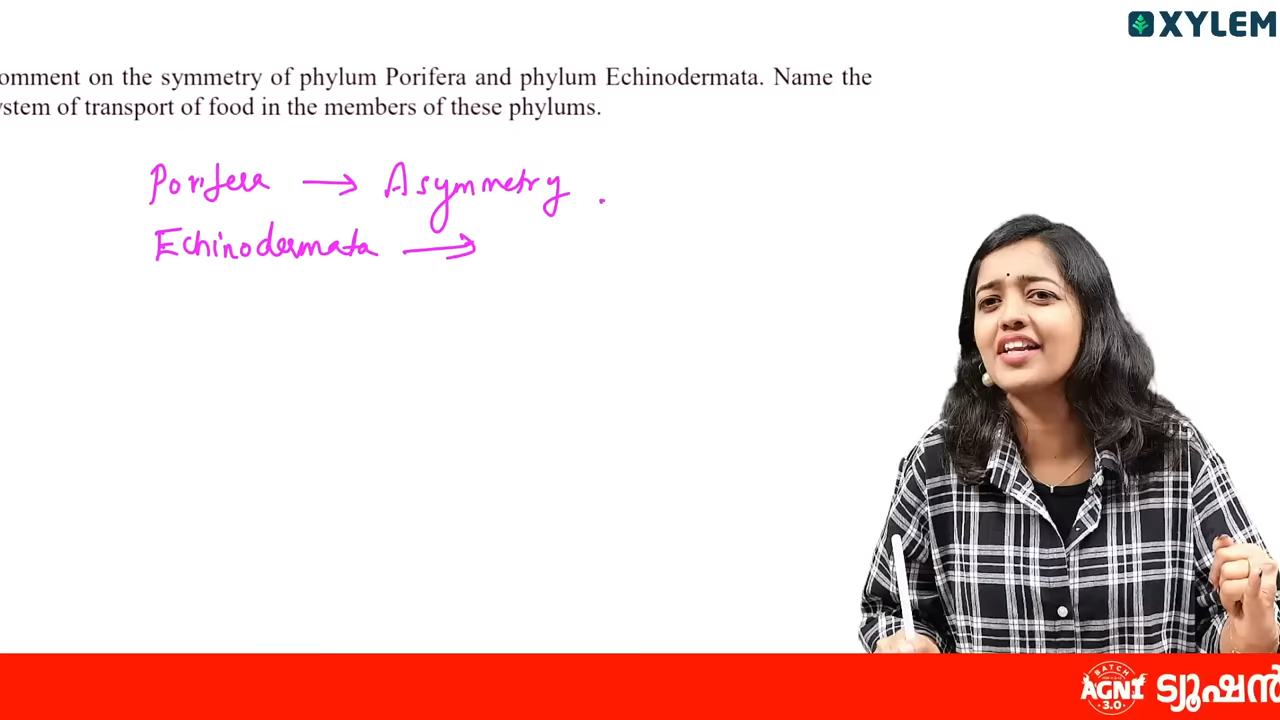 XYLEM
omment on the symmetry of phylum Porifera and phylum Echinodermata. Name the
ystem of transport of food in the members of these phylums.
Porifera → Asymmetry .
Echinodermata →
BATCH
AGNI
3.0
ട്യൂഷൻ